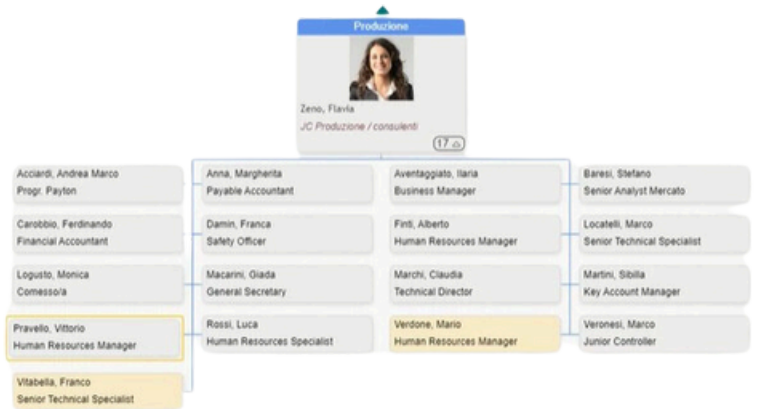 Produzione
Zeno, Flavia
JC Produzione / consulenti
17
Acciardi, Andrea Marco
Progr. Payton
Anna, Margherita
Payable Accountant
Aventaggiato, Ilaria
Business Manager
Baresi, Stefano
Senior Analyst Mercato
Carobbio, Ferdinando
Financial Accountant
Damin, Franca
Safety Officer
Finti, Alberto
Human Resources Manager
Locatelli, Marco
Senior Technical Specialist
Logusto, Monica
Comesso/a
Macarini, Giada
General Secretary
Marchi, Claudia
Technical Director
Martini, Sibilla
Key Account Manager
Pravello, Vittorio
Human Resources Manager
Rossi, Luca
Human Resources Specialist
Verdone, Mario
Human Resources Manager
Veronesi, Marco
Junior Controller
Vitabella, Franco
Senior Technical Specialist